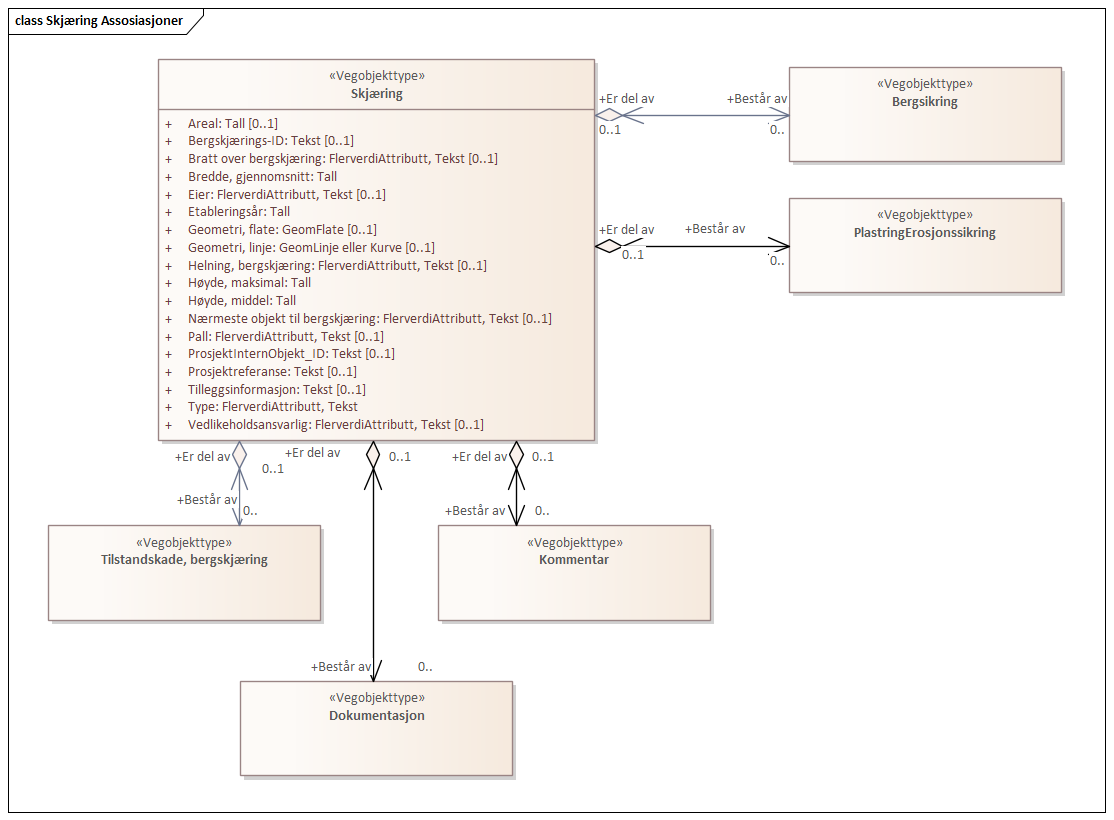 class Skjæring Assosiasjoner
«Vegobjekttype»
Skjæring
+ Areal: Tall [0..1]
+ Bergskjærings-ID: Tekst [0..1]
+ Bratt over bergskjæring: FlerverdiAttributt, Tekst [0..1]
+ Bredde, gjennomsnitt: Tall
+ Eier: FlerverdiAttributt, Tekst [0..1]
+ Etableringsår: Tall
+ Geometri, flate: GeomFlate [0..1]
+ Geometri, linje: GeomLinje eller Kurve [0..1]
+ Helning, bergskjæring: FlerverdiAttributt, Tekst [0..1]
+ Høyde, maksimal: Tall
+ Høyde, middel: Tall
+ Nærmeste objekt til bergskjæring: FlerverdiAttributt, Tekst [0..1]
+ Pall: FlerverdiAttributt, Tekst [0..1]
+ ProsjektInternObjekt_ID: Tekst [0..1]
+ Prosjektreferanse: Tekst [0..1]
+ Tilleggsinformasjon: Tekst [0..1]
+ Type: FlerverdiAttributt, Tekst
+ Vedlikeholdsansvarlig: FlerverdiAttributt, Tekst [0..1]
+Er del av
0..1
+Består av
0..
«Vegobjekttype»
Bergsikring
+Er del av
0..1
+Består av
0..
«Vegobjekttype»
PlastringErosjonssikring
+Er del av
0..1
+Består av
0..
«Vegobjekttype»
Tilstandskade, bergskjæring
+Er del av
0..1
+Består av
0..
«Vegobjekttype»
Dokumentasjon
+Er del av
0..1
+Består av
0..
«Vegobjekttype»
Kommentar